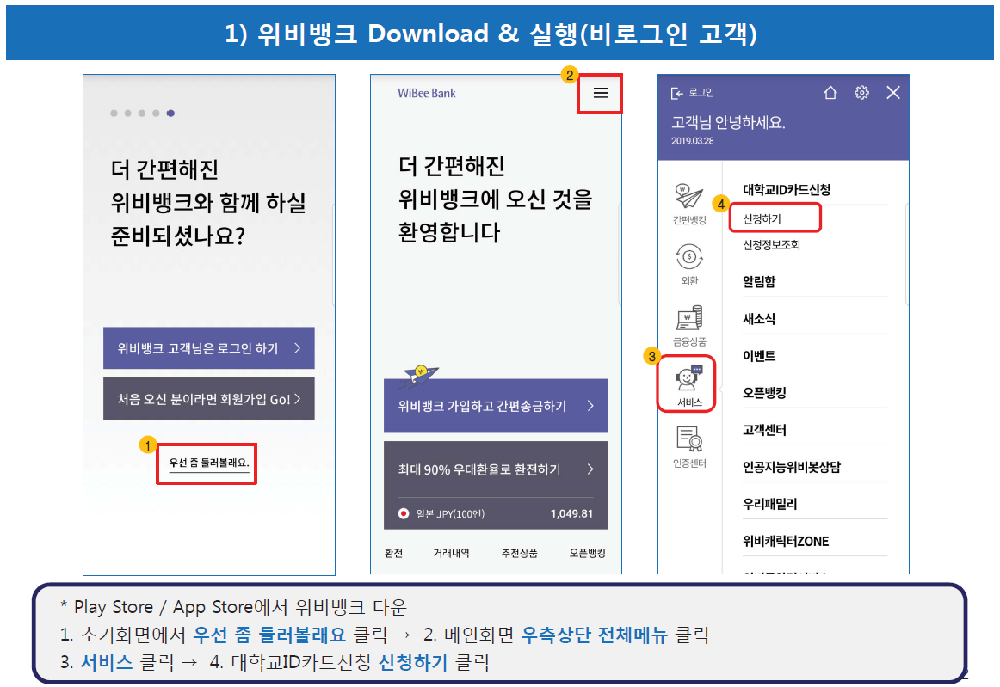 1) 위비뱅크 Download & 실행(비로그인 고객)
더 간편해진
위비뱅크와 함께 하실
준비되셨나요?
위비뱅크 고객님은 로그인 하기
처음 오신 분이라면 회원가입 Go!
1
우선 좀 둘러볼래요.
2
WiBee Bank
더 간편해진
위비뱅크에 오신 것을
환영합니다
₩
위비뱅크 가입하고 간편송금하기
최대 90% 우대환율로 환전하기
일본 JPY(100엔) 1,049.81
환전 거래내역 추천상품 오픈뱅킹
로그인
고객님 안녕하세요.
2019.03.28
간편뱅킹
외환
금융상품
3
서비스
인증센터
대학교ID카드신청
4
신청하기
신청정보조회
알림함
새소식
이벤트
오픈뱅킹
고객센터
인공지능위비봇상담
우리패밀리
위비캐릭터ZONE
* Play Store / App Store에서 위비뱅크 다운
1. 초기화면에서 우선 좀 둘러볼래요 클릭 → 2. 메인화면 우측상단 전체메뉴 클릭
3. 서비스 클릭 → 4. 대학교ID카드신청 신청하기 클릭
2